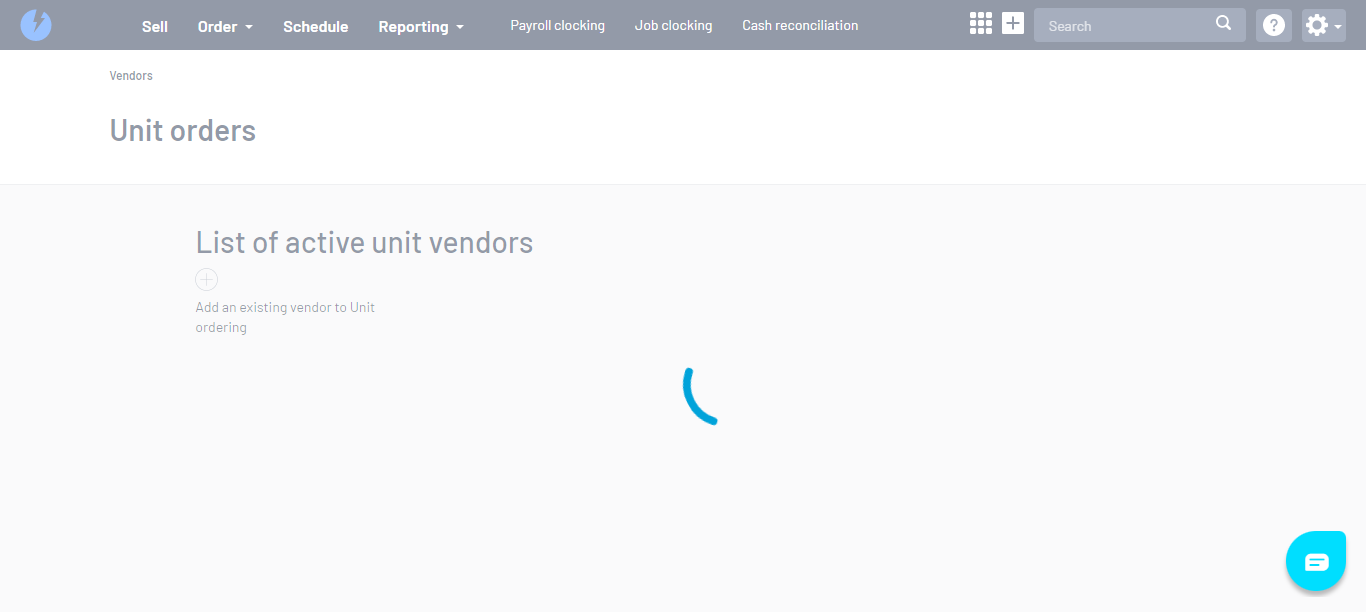 Sell Order Schedule Reporting Payroll clocking Job clocking Cash reconciliation Search
Vendors
Unit orders
List of active unit vendors
Add an existing vendor to Unit
ordering